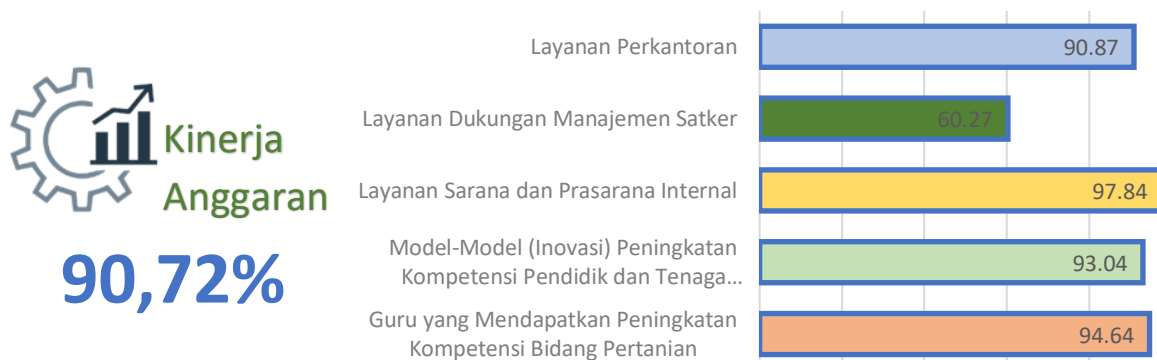 Kinerja
Anggaran
90,72%
Layanan Perkantoran
90.87
Layanan Dukungan Manajemen Satker
60.27
Layanan Sarana dan Prasarana Internal
97.84
Model-Model (Inovasi) Peningkatan
Kompetensi Pendidik dan Tenaga...
93.04
Guru yang Mendapatkan Peningkatan
Kompetensi Bidang Pertanian
94.64